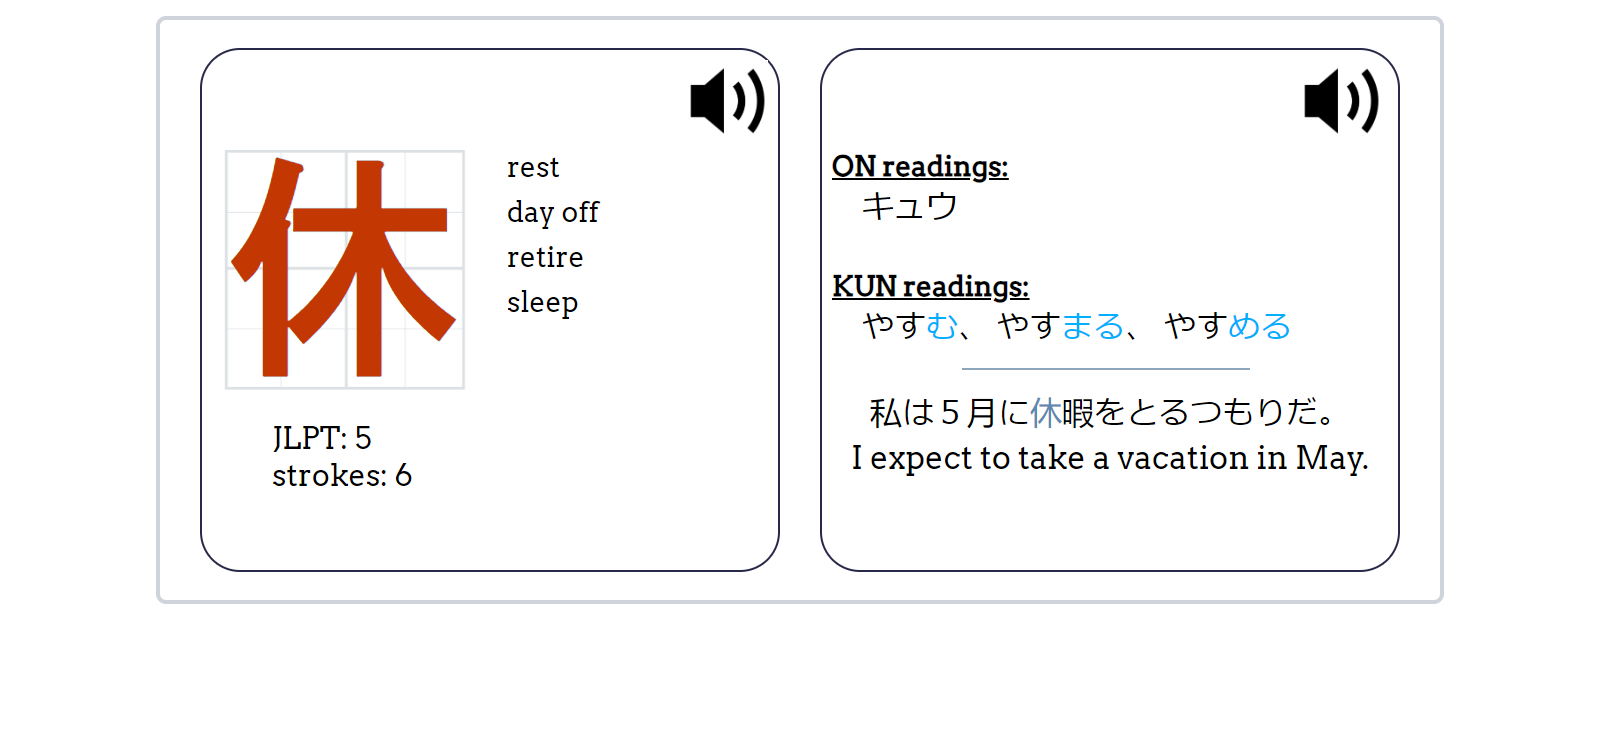 休
rest
day off
retire
sleep
JLPT: 5
strokes: 6
ON readings:
キュウ
KUN readings:
やすむ、 やすまる、 やすめる
私は５月に休暇をとるつもりだ。
I expect to take a vacation in May.